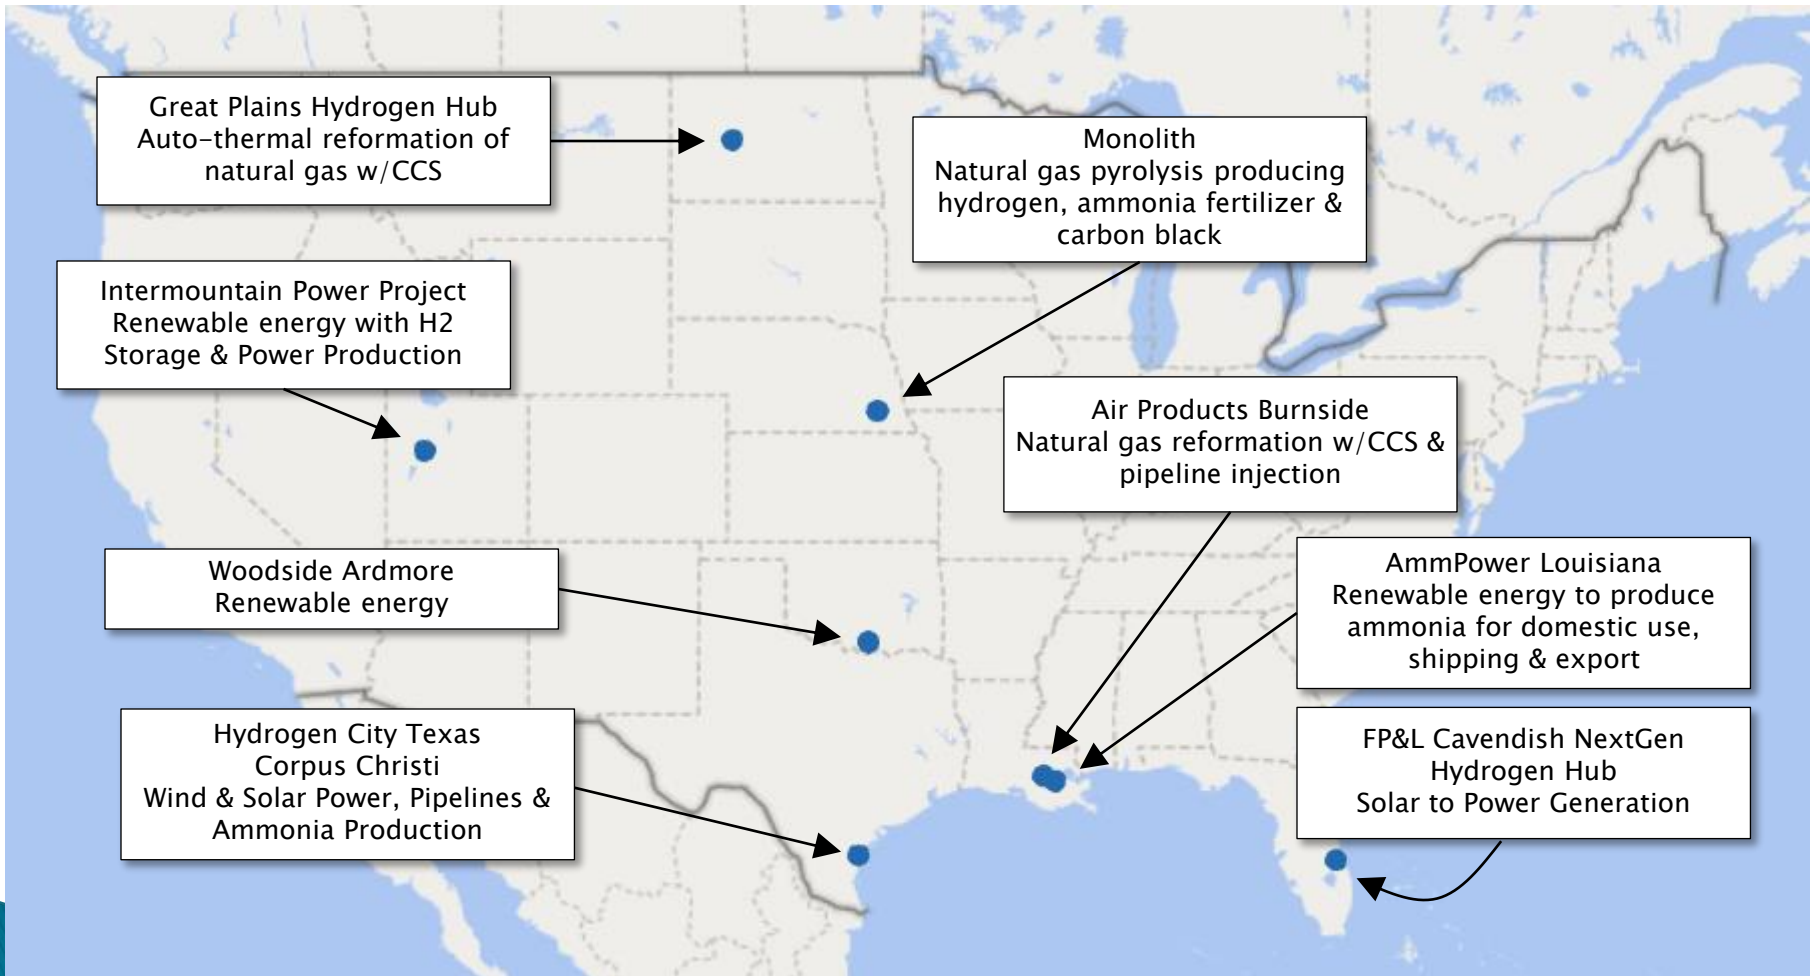 Great Plains Hydrogen Hub
Auto-thermal reformation of
natural gas w/CCS
Monolith
Natural gas pyrolysis producing
hydrogen, ammonia fertilizer &
carbon black
Intermountain Power Project
Renewable energy with H2
Storage & Power Production
Air Products Burnside
Natural gas reformation w/CCS &
pipeline injection
Woodside Ardmore
Renewable energy
AmmPower Louisiana
Renewable energy to produce
ammonia for domestic use,
shipping & export
Hydrogen City Texas
Corpus Christi
Wind & Solar Power, Pipelines &
Ammonia Production
FP&L Cavendish NextGen
Hydrogen Hub
Solar to Power Generation